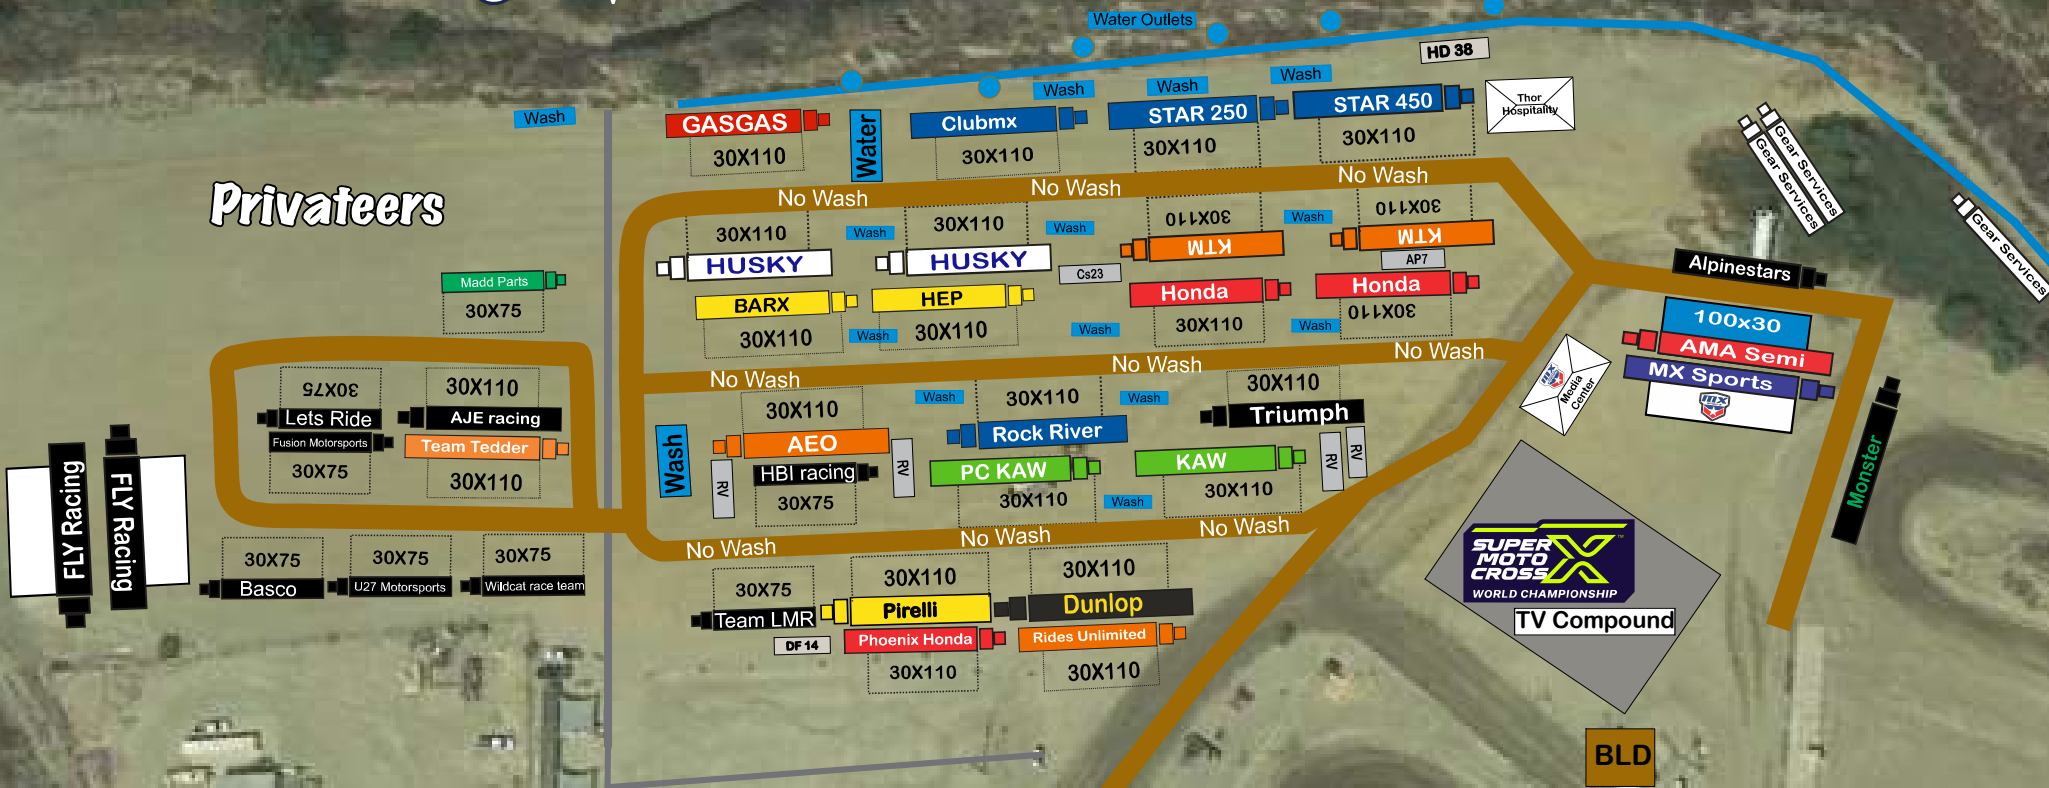 Water Outlets
HD 38
Wash
Wash
Wash
Wash
GASGAS
30X110
Water
Clubmx
30X110
STAR 250
30X110
STAR 450
30X110
Thor
Hospitality
Gear Services
Gear Services
Gear Services
Privateers
No Wash
No Wash
No Wash
30X110
Wash
30X110
Wash
30X110
Wash
30X110
HUSKY
HUSKY
KTM
KTM
Cs23
AP7
Alpinestars
Madd Parts
30X75
BARX
30X110
HEP
30X110
Wash
Honda
30X110
Wash
Honda
30X110
Wash
100x30
AMA Semi
MX Sports
MX
MX
Media
Center
No Wash
No Wash
No Wash
30X75
Lets Ride
30X110
AJE racing
Fusion Motorsports
30X75
Team Tedder
30X110
Wash
30X110
AEO
Wash
30X110
Rock River
Wash
30X110
Triumph
RV
HBI racing
30X75
RV
PC KAW
30X110
KAW
30X110
Wash
RV
RV
Monster
FLY Racing
FLY Racing
No Wash
No Wash
No Wash
30X75
Basco
30X75
U27 Motorsports
30X75
Wildcat race team
30X75
Team LMR
30X110
Pirelli
30X110
Dunlop
DF 14
Phoenix Honda
30X110
Rides Unlimited
30X110
SUPER
MOTO
CROSS
X
™
WORLD CHAMPIONSHIP
TV Compound
BLD